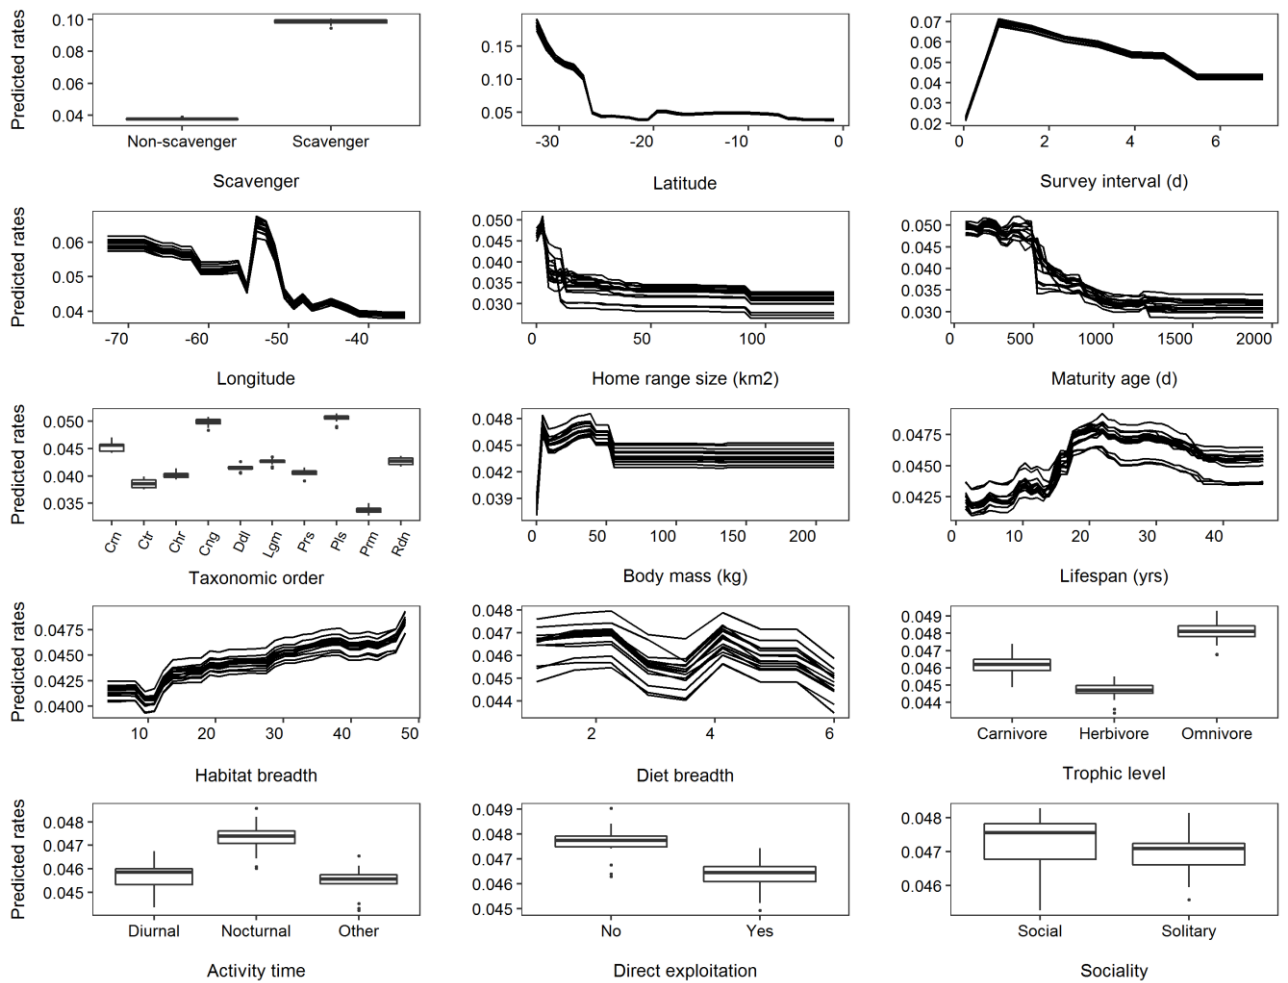 Predicted rates
0.10
0.08
0.06
0.04
Non-scavenger Scavenger
Scavenger
0.15
0.10
0.05
-30 -20 -10 0
Latitude
0.07
0.06
0.05
0.04
0.03
0.02
0 2 4 6
Survey interval (d)
Predicted rates
0.06
0.05
0.04
-70 -60 -50 -40
Longitude
0.050
0.045
0.040
0.035
0.030
0 50 100
Home range size (km2)
0.050
0.045
0.040
0.035
0.030
0 500 1000 1500 2000
Maturity age (d)
Predicted rates
0.050
0.045
0.040
0.035
Crn Ctr Chr Cng Ddl Lgm Prs Pls Prm Rdn
Taxonomic order
0.048
0.045
0.042
0.039
0 50 100 150 200
Body mass (kg)
0.0475
0.0450
0.0425
0 10 20 30 40
Lifespan (yrs)
Predicted rates
0.0475
0.0450
0.0425
0.0400
10 20 30 40 50
Habitat breadth
0.048
0.047
0.046
0.045
0.044
2 4 6
Diet breadth
0.049
0.048
0.047
0.046
0.045
0.044
Carnivore Herbivore Omnivore
Trophic level
Predicted rates
0.048
0.047
0.046
0.045
Diurnal Nocturnal Other
Activity time
0.049
0.048
0.047
0.046
0.045
No Yes
Direct exploitation
0.048
0.047
0.046
Social Solitary
Sociality